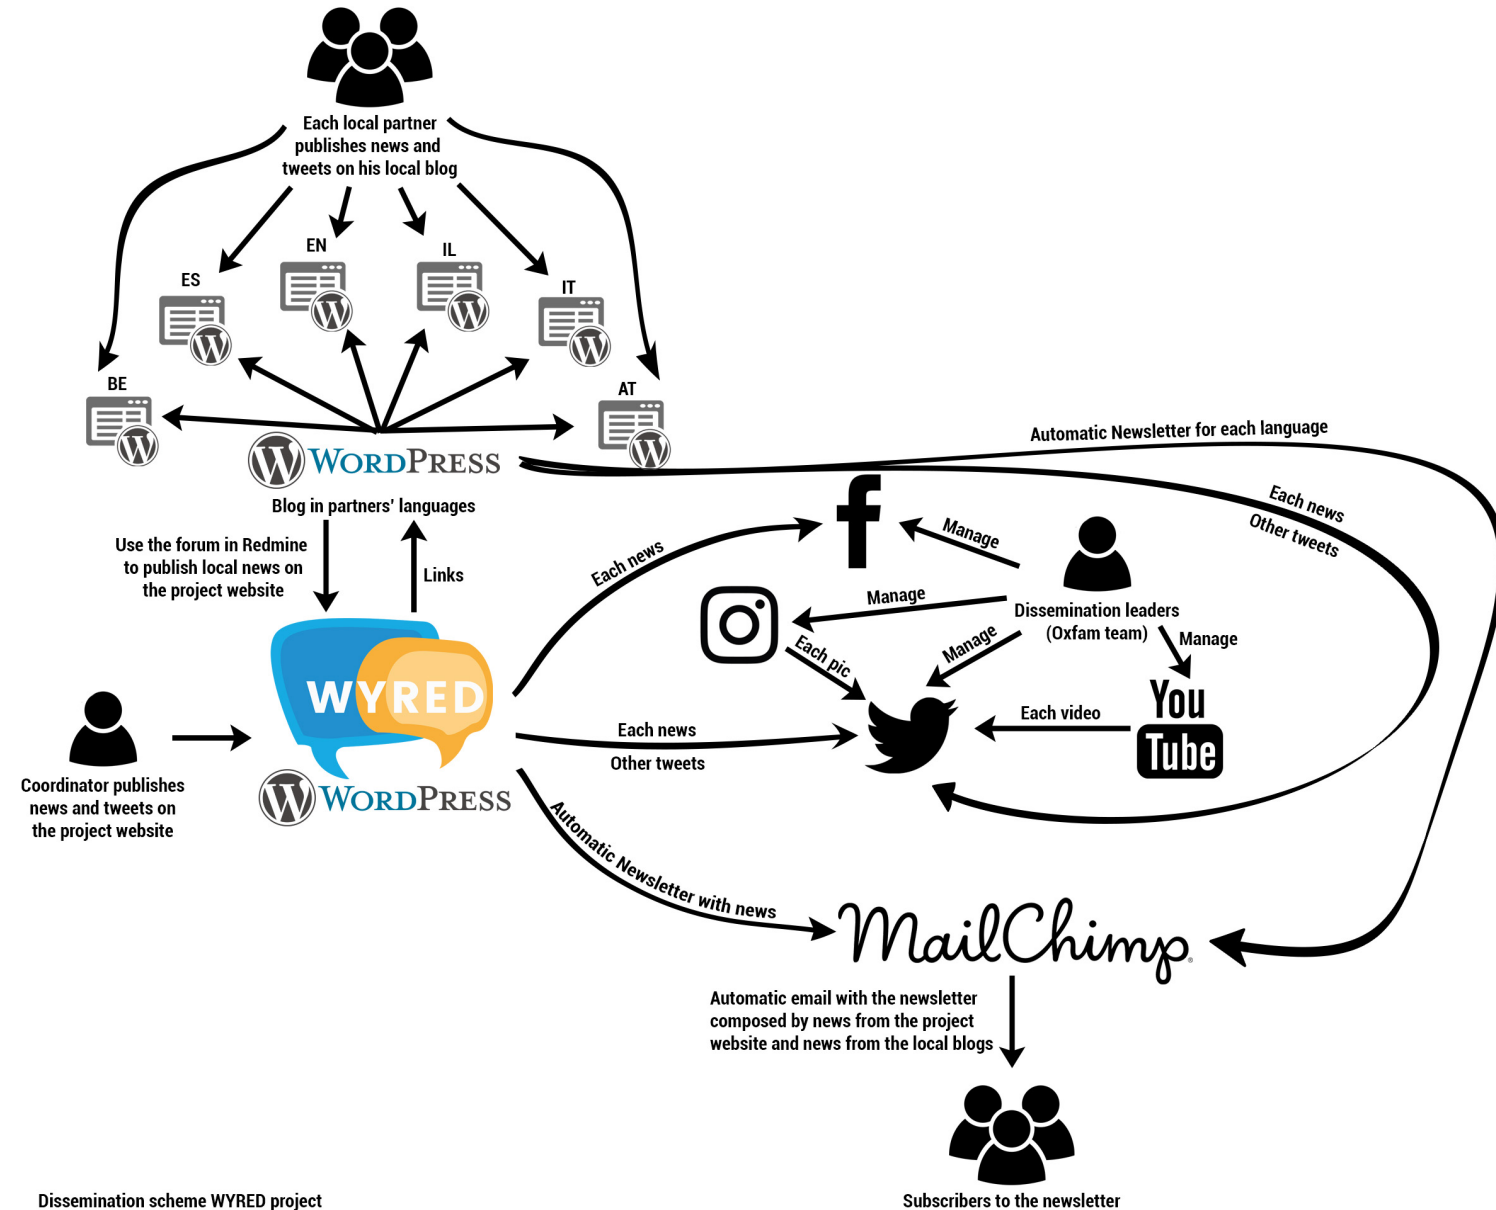 Each local partner
publishes news and
tweets on his local blog
EN
IL
ES
IT
BE
AT
W
W
W
W
W
W
W WORDPRESS
Blog in partners' languages
Automatic Newsletter for each language
Each news
Other tweets
Use the forum in Redmine
to publish local news on
the project website
Links
Each news
f
Manage
Manage
Dissemination leaders
(Oxfam team)
Manage
Manage
Each pic
WYRED
Each news
Other tweets
Each video
You
Tube
Coordinator publishes
news and tweets on
the project website
W WORDPRESS
Automatic Newsletter with news
MailChimp
Automatic email with the newsletter
composed by news from the project
website and news from the local blogs
Dissemination scheme WYRED project
Subscribers to the newsletter